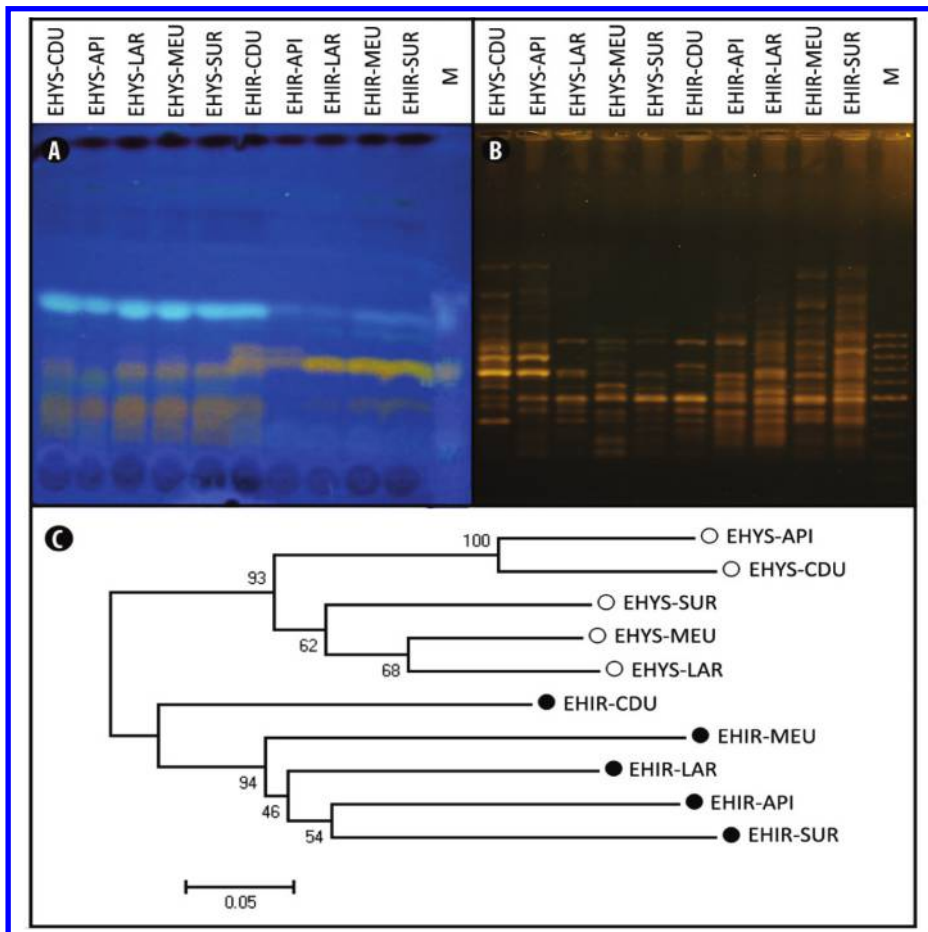 EHYS-CDU
EHYS-API
EHYS-LAR
EHYS-MEU
EHYS-SUR
EHIR-CDU
EHIR-API
EHIR-LAR
EHIR-MEU
EHIR-SUR
M
EHYS-CDU
EHYS-API
EHYS-LAR
EHYS-MEU
EHYS-SUR
EHIR-CDU
EHIR-API
EHIR-LAR
EHIR-MEU
EHIR-SUR
M
A
B
C
100
EHYS-API
EHYS-CDU
93
EHYS-SUR
62
EHYS-MEU
68
EHYS-LAR
EHIR-CDU
EHIR-MEU
94
EHIR-LAR
46
EHIR-API
54
EHIR-SUR
0.05